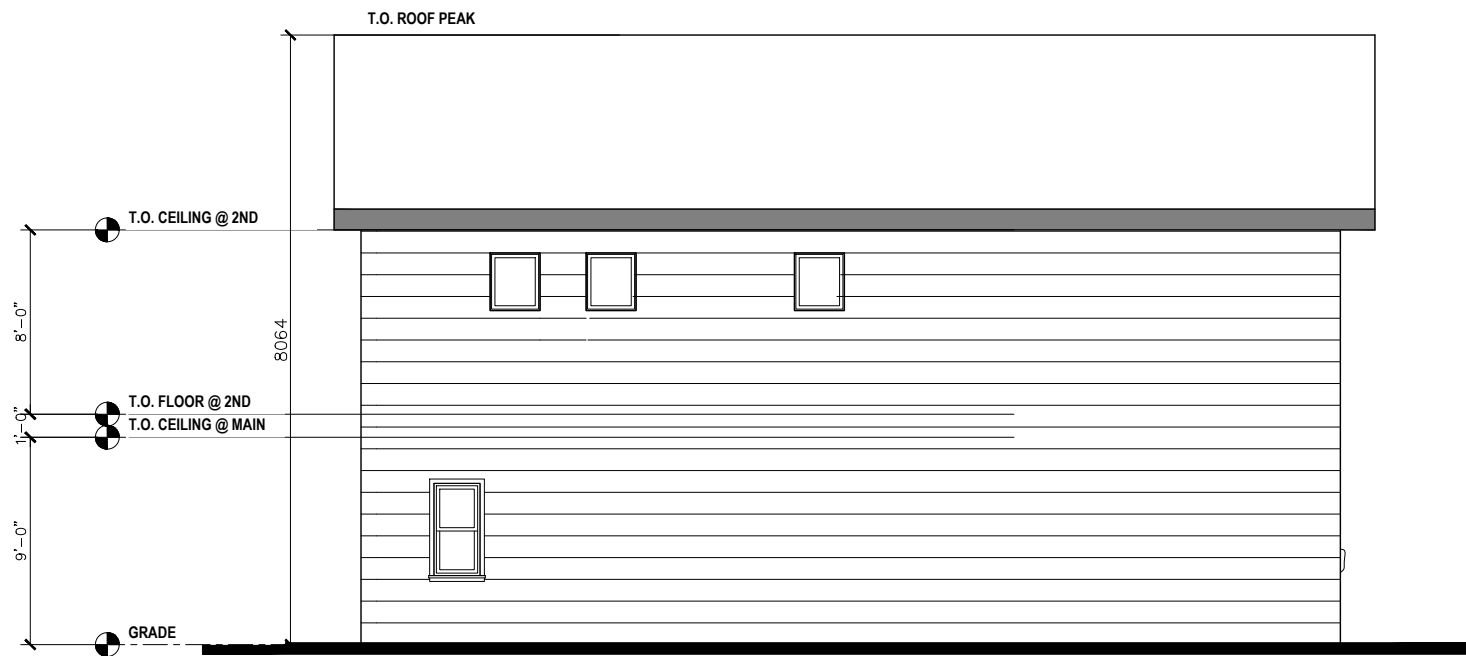 T.O. ROOF PEAK
T.O. CEILING @ 2ND
8'-0"
8064
T.O. FLOOR @ 2ND
1'-0"
T.O. CEILING @ MAIN
9'-0"
GRADE